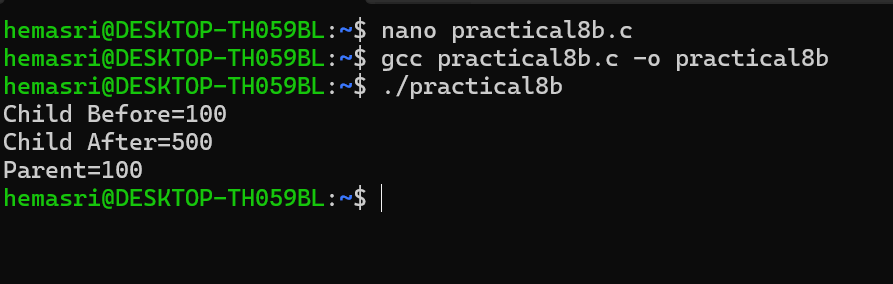 hemasri@DESKTOP-TH059BL:~$ nano practical8b.c
hemasri@DESKTOP-TH059BL:~$ gcc practical8b.c -o practical8b
hemasri@DESKTOP-TH059BL:~$ ./practical8b
Child Before=100
Child After=500
Parent=100
hemasri@DESKTOP-TH059BL:~$